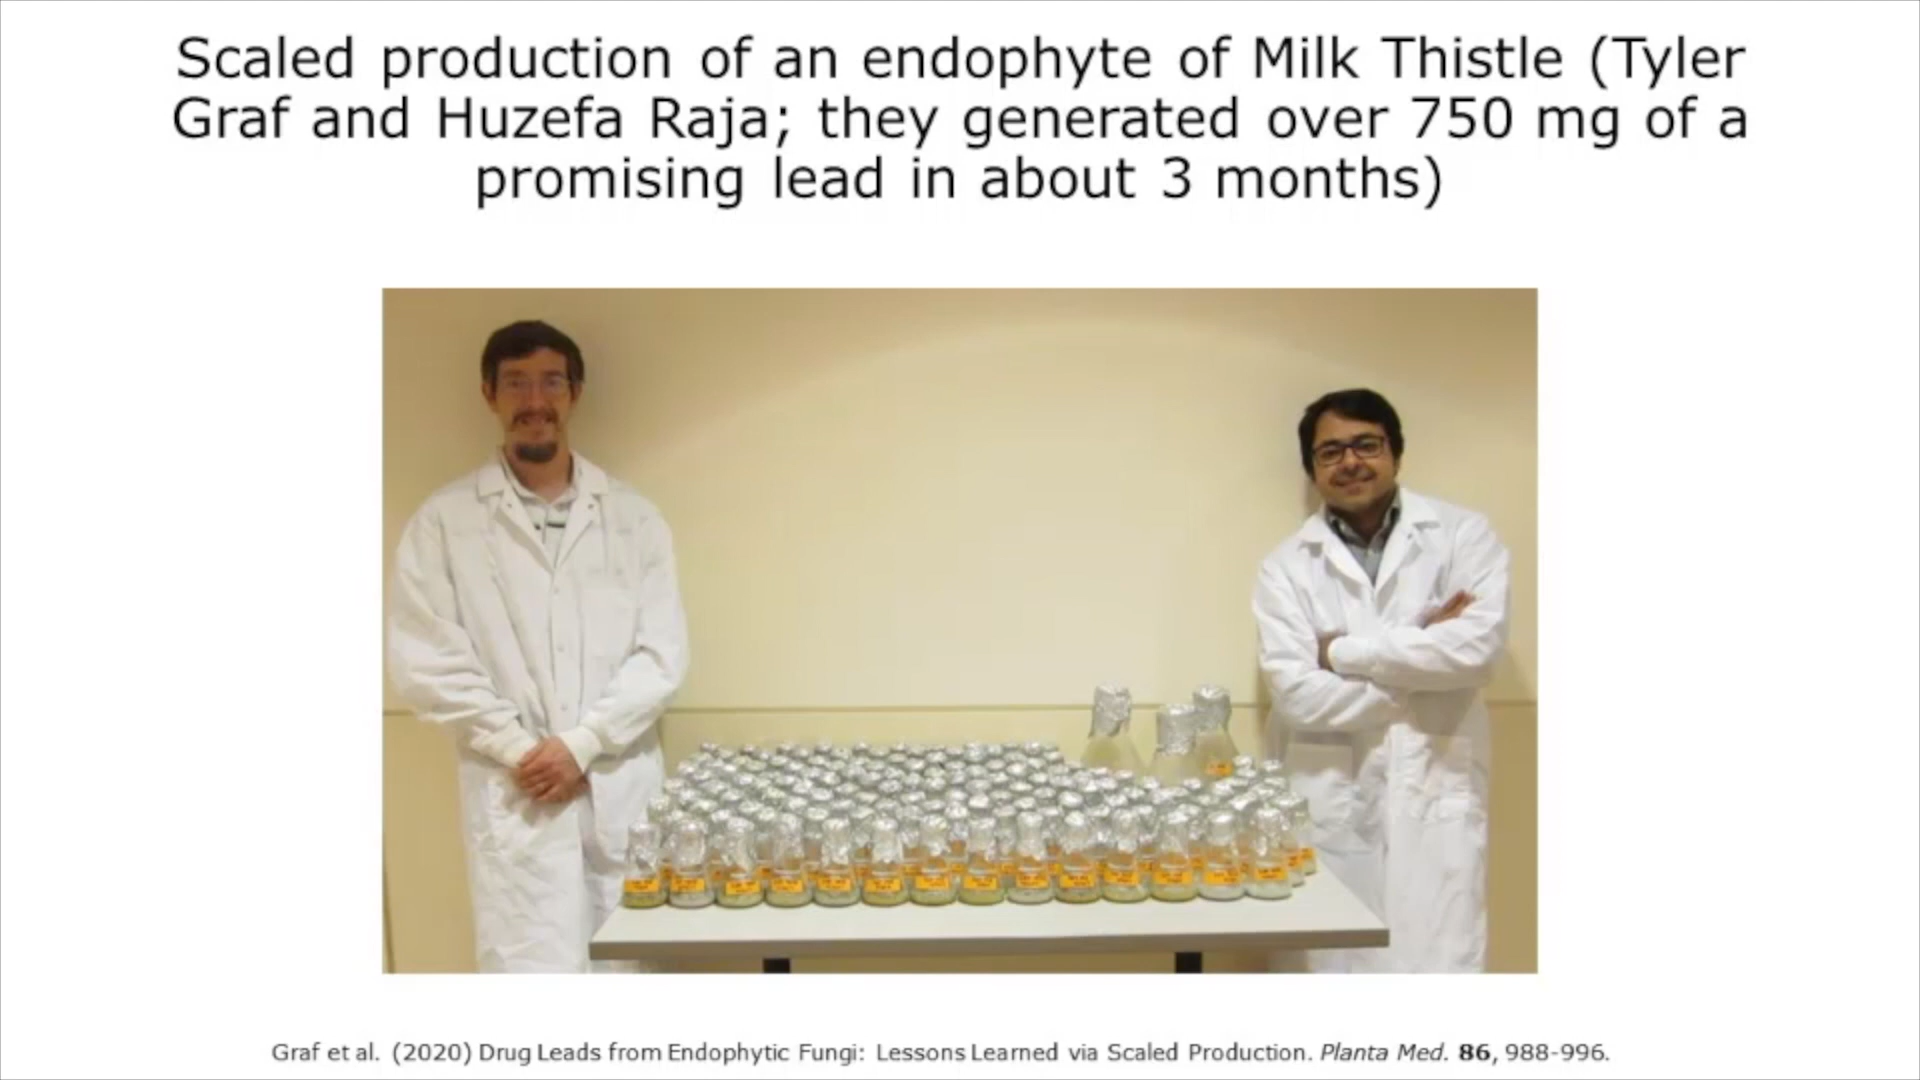 Scaled production of an endophyte of Milk Thistle (Tyler
Graf and Huzefa Raja; they generated over 750 mg of a
promising lead in about 3 months)
Graf et al. (2020) Drug Leads from Endophytic Fungi: Lessons Learned via Scaled Production. Planta Med. 86, 988-996.